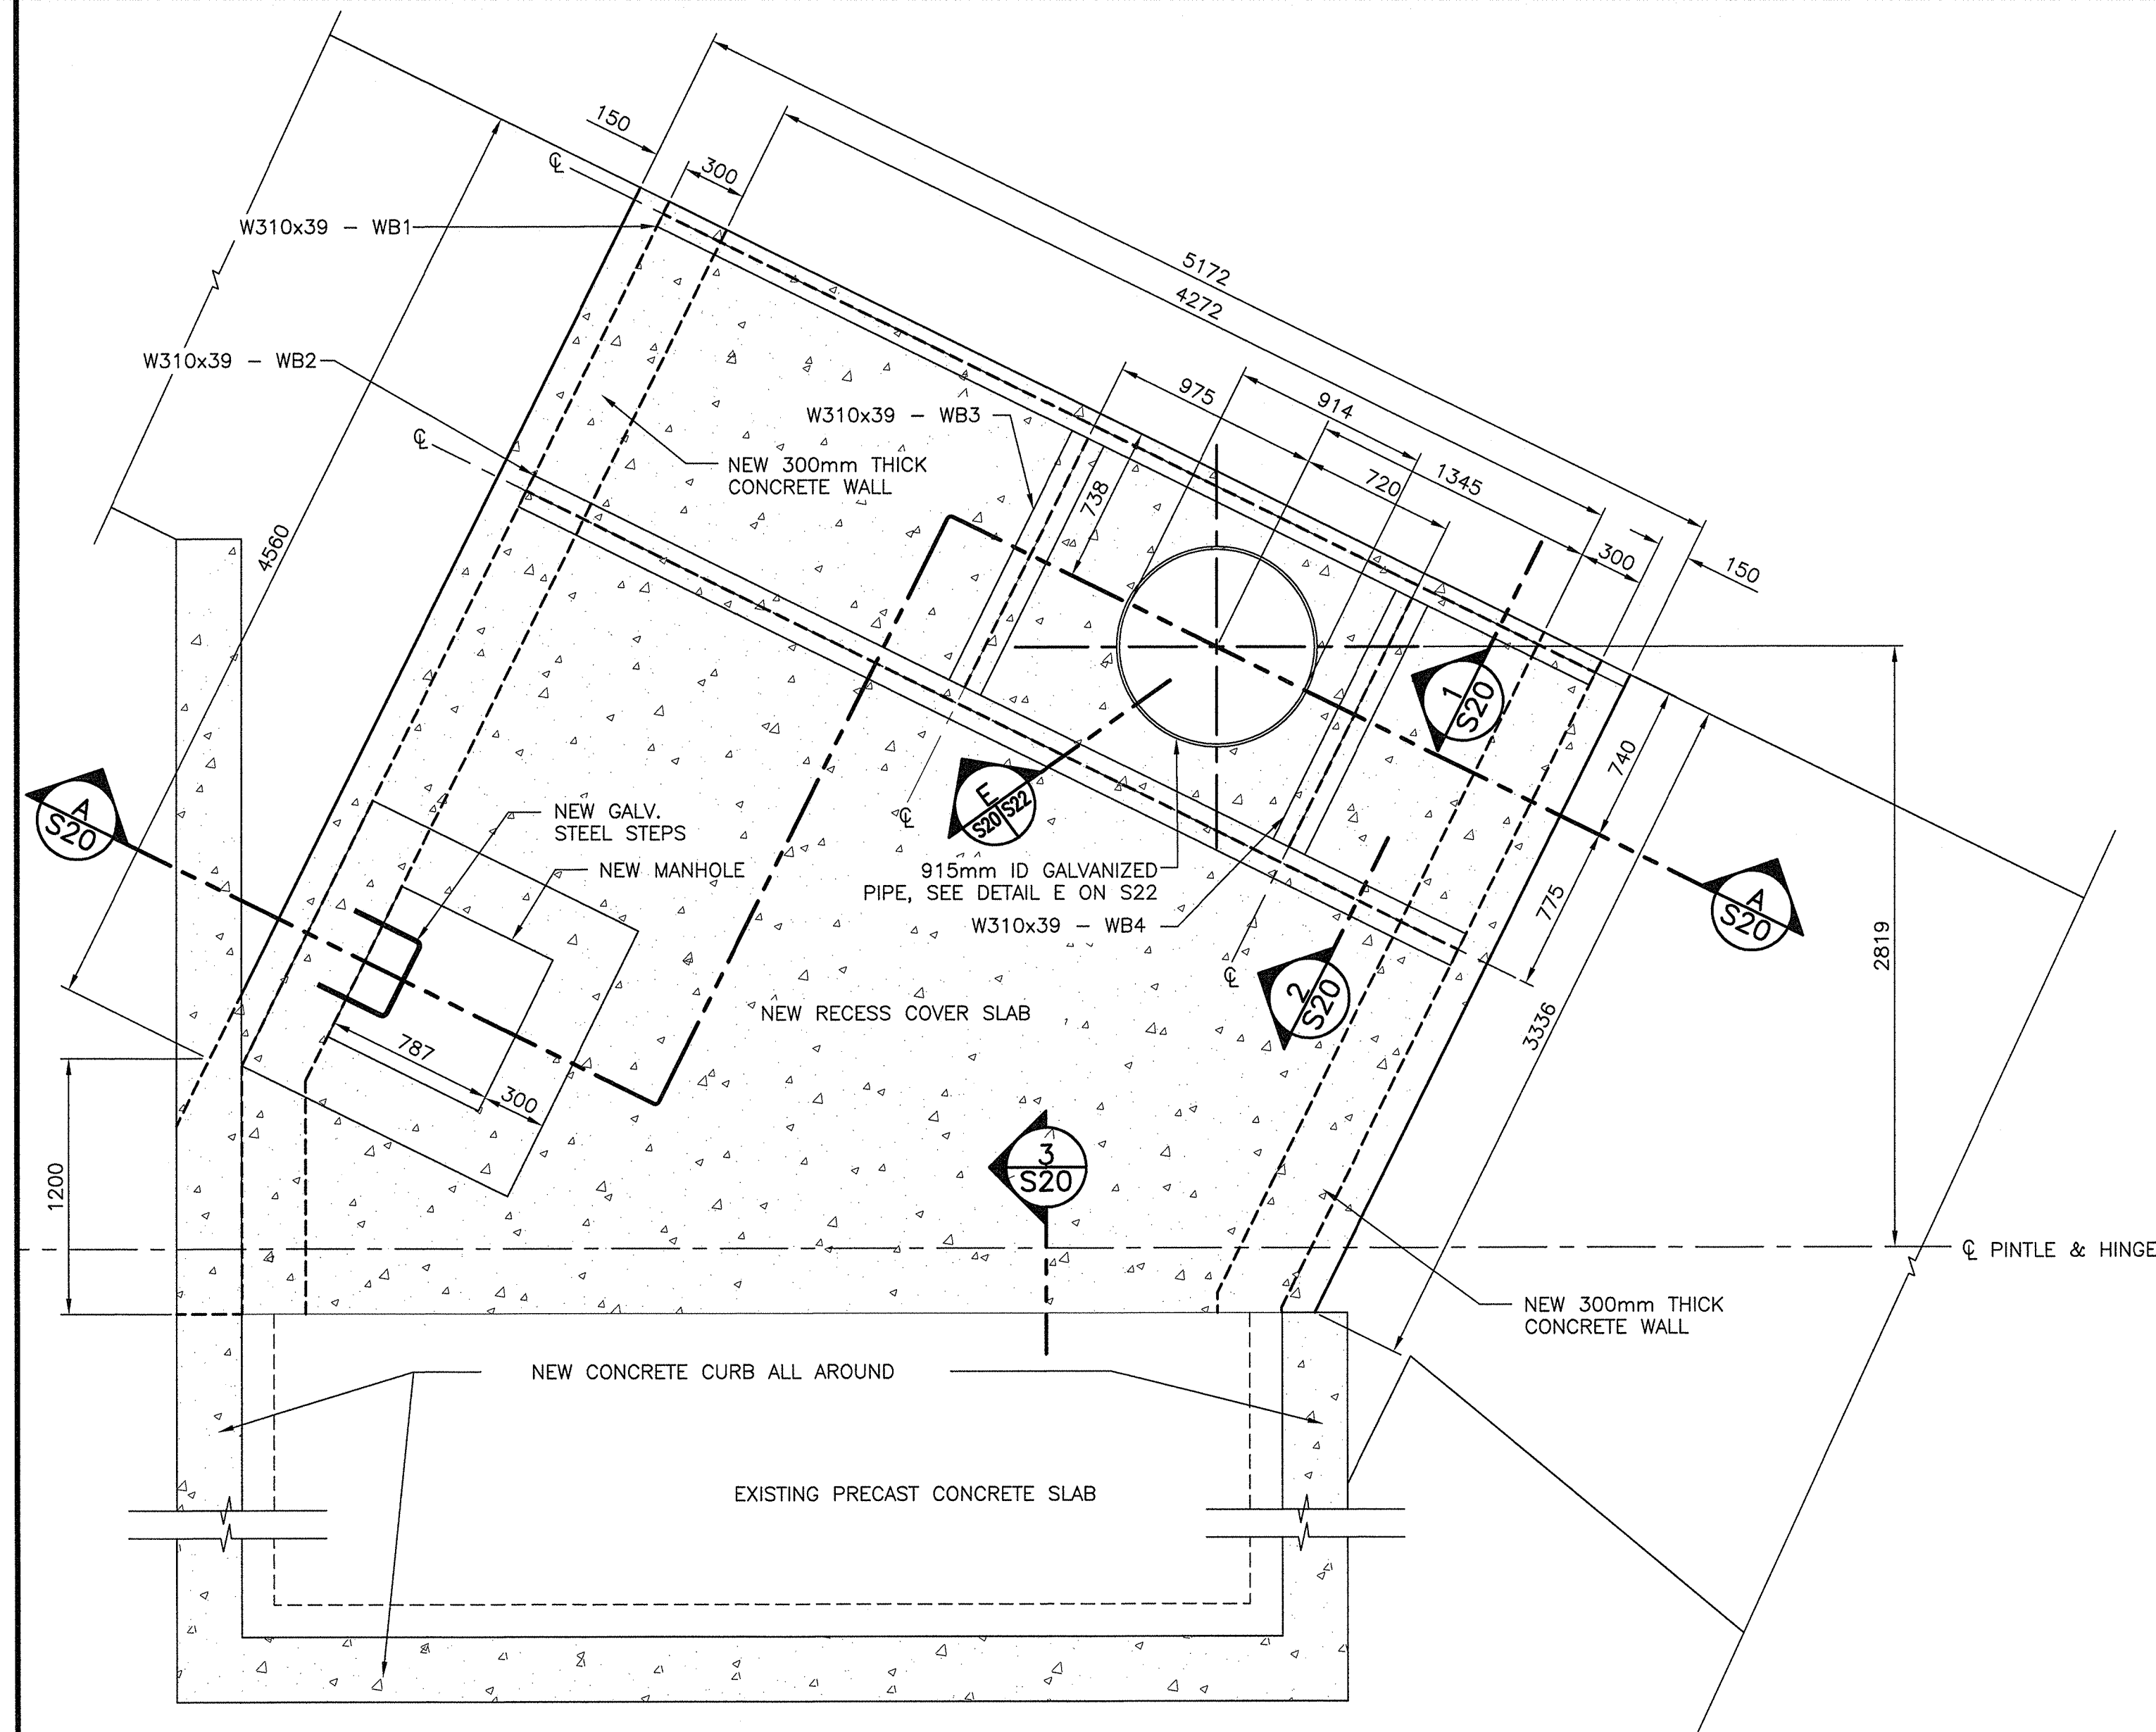 150
℄
300
W310x39 – WB1
5172
4272
W310x39 – WB2
℄
975
914
W310x39 – WB3
1345
720
738
NEW 300mm THICK
CONCRETE WALL
4560
300
150
1
S20
740
A
S20
NEW GALV.
STEEL STEPS
℄
E
S20
S22
NEW MANHOLE
915mm ID GALVANIZED
PIPE, SEE DETAIL E ON S22
W310x39 – WB4
775
A
S20
2819
℄
2
S20
NEW RECESS COVER SLAB
3336
787
300
1200
3
S20
℄ PINTLE & HINGE
NEW 300mm THICK
CONCRETE WALL
NEW CONCRETE CURB ALL AROUND
EXISTING PRECAST CONCRETE SLAB